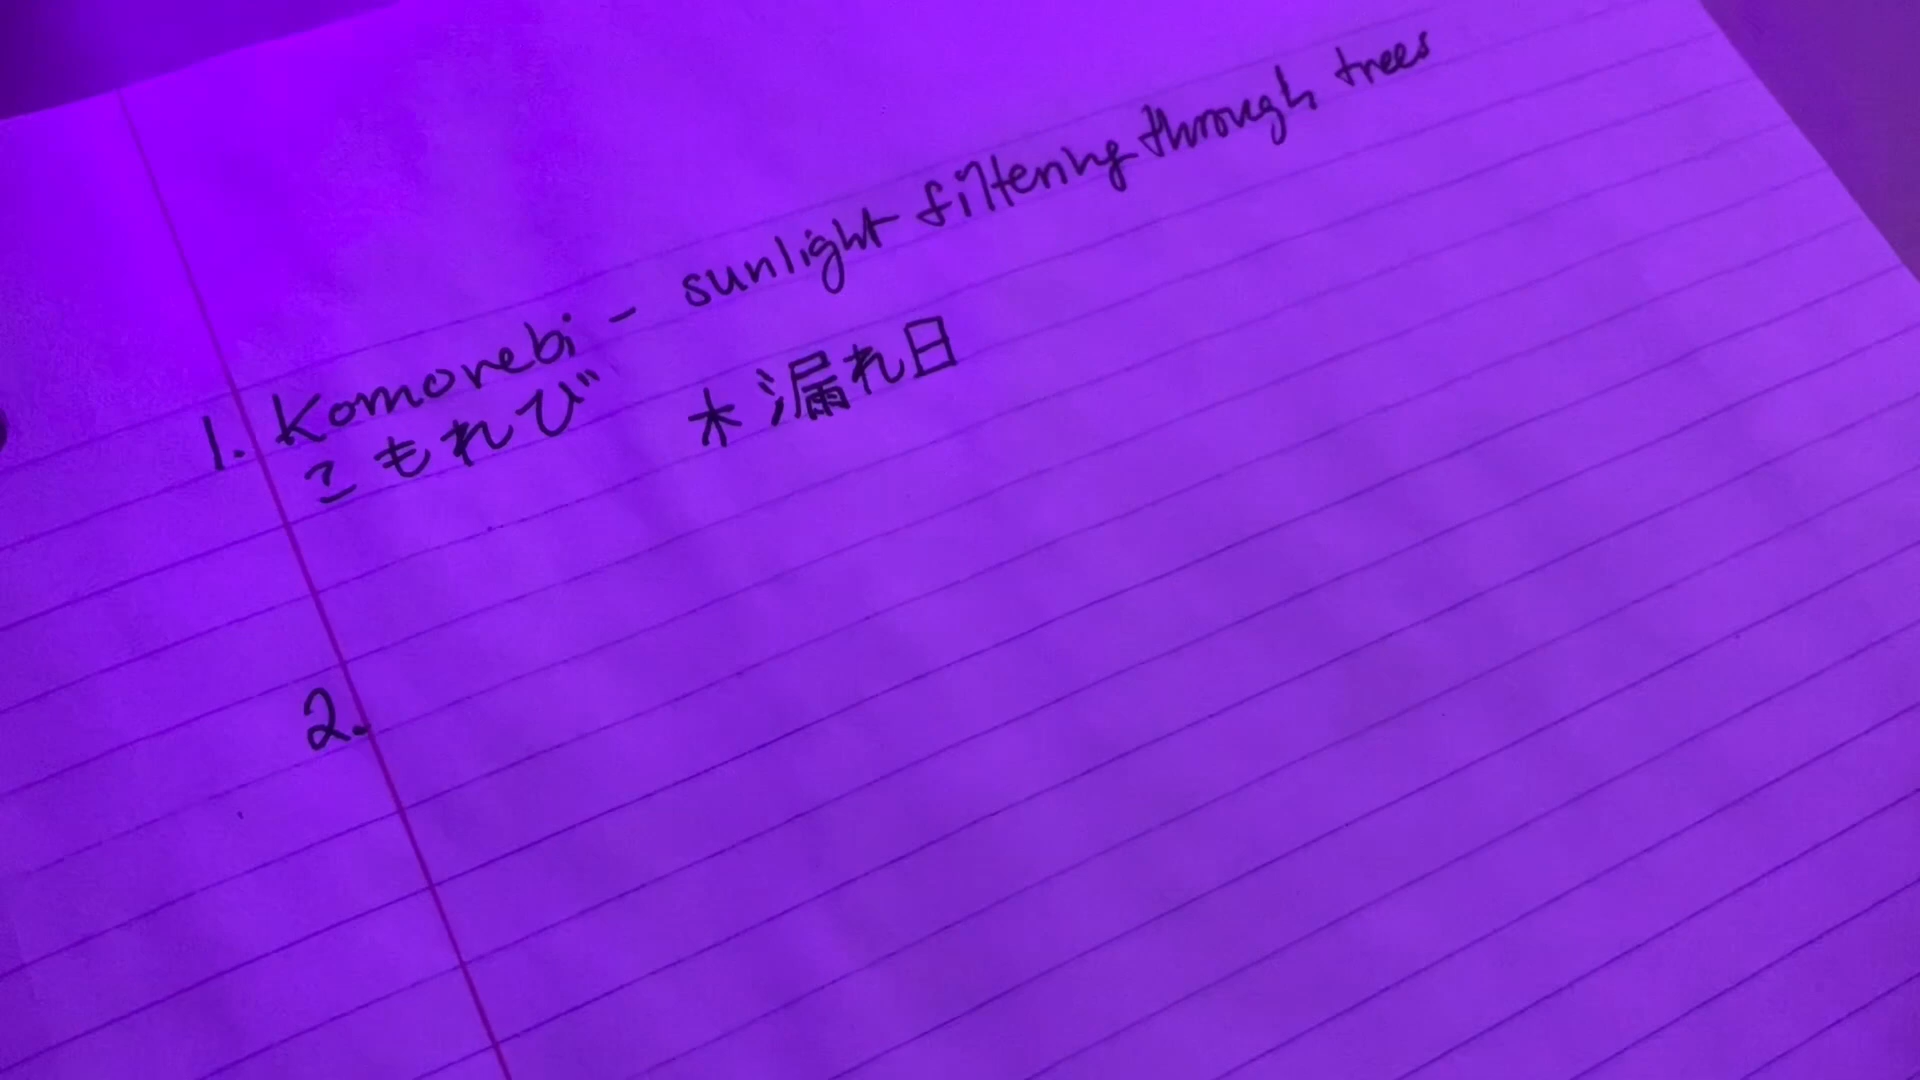 1. Komorebi - sunlight filtering through trees
こもれび 木漏れ日
2.